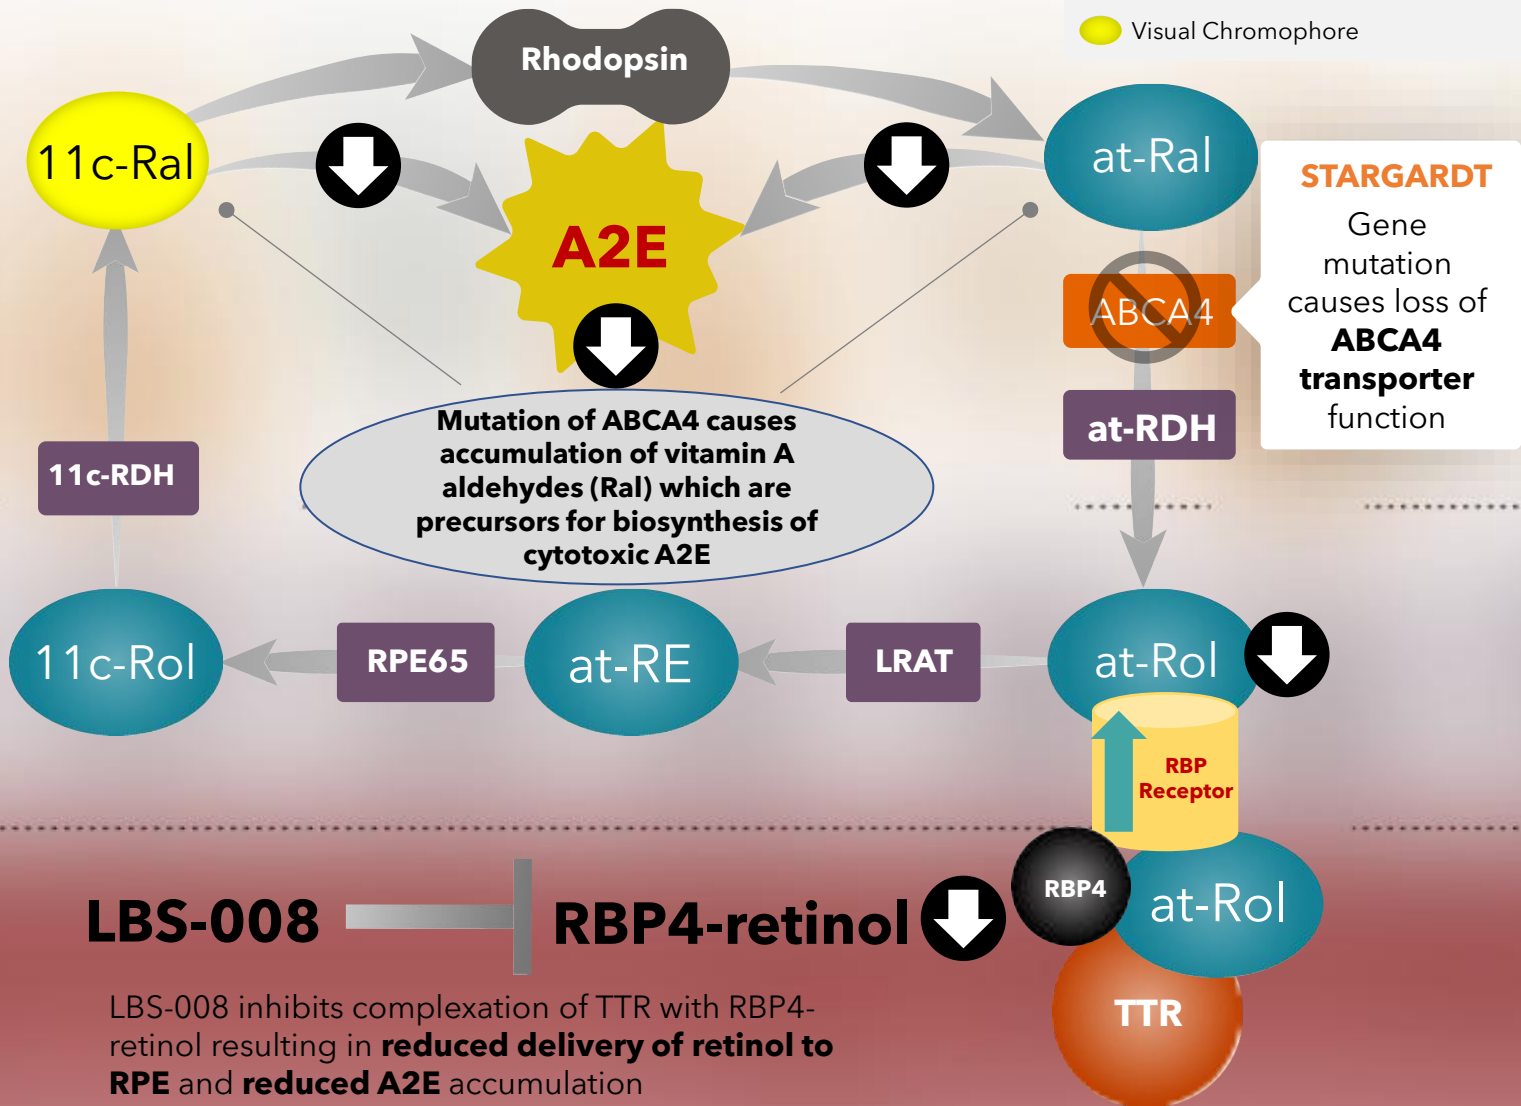 Visual Chromophore
Rhodopsin
11c-Ral
at-Ral
A2E
STARGARDT
Gene
mutation
causes loss of
ABCA4
transporter
function
ABCA4
at-RDH
11c-RDH
Mutation of ABCA4 causes
accumulation of vitamin A
aldehydes (Ral) which are
precursors for biosynthesis of
cytotoxic A2E
11c-Rol
RPE65
at-RE
LRAT
at-Rol
RBP
Receptor
RBP4
at-Rol
LBS-008
RBP4-retinol
TTR
LBS-008 inhibits complexation of TTR with RBP4-
retinol resulting in reduced delivery of retinol to
RPE and reduced A2E accumulation